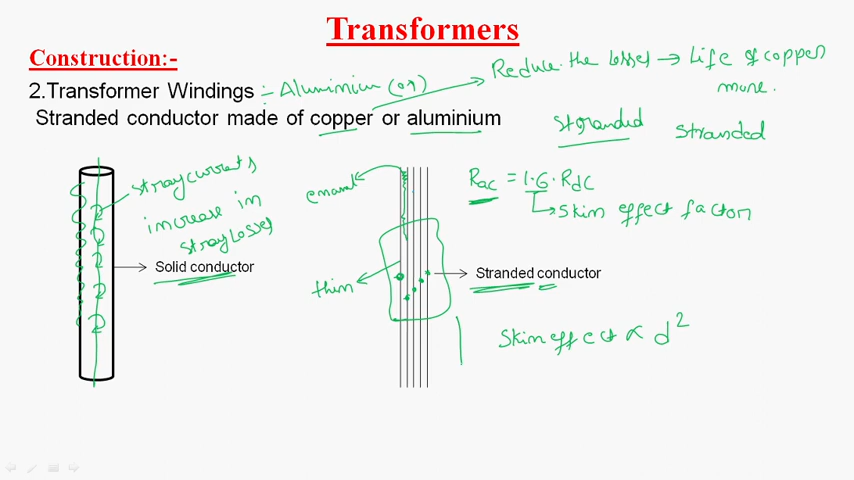 Transformers
Construction:-
Reduce the losses → Life of copper
more.
2.Transformer Windings :- Aluminium (or)
Stranded conductor made of copper or aluminium
Stranded
Stranded
stray currents
increase in
stray losses
Solid conductor
enamal
thin
Rac = 1.6 . Rdc
skin effect factor
Stranded conductor
Skin effect ∝ d²